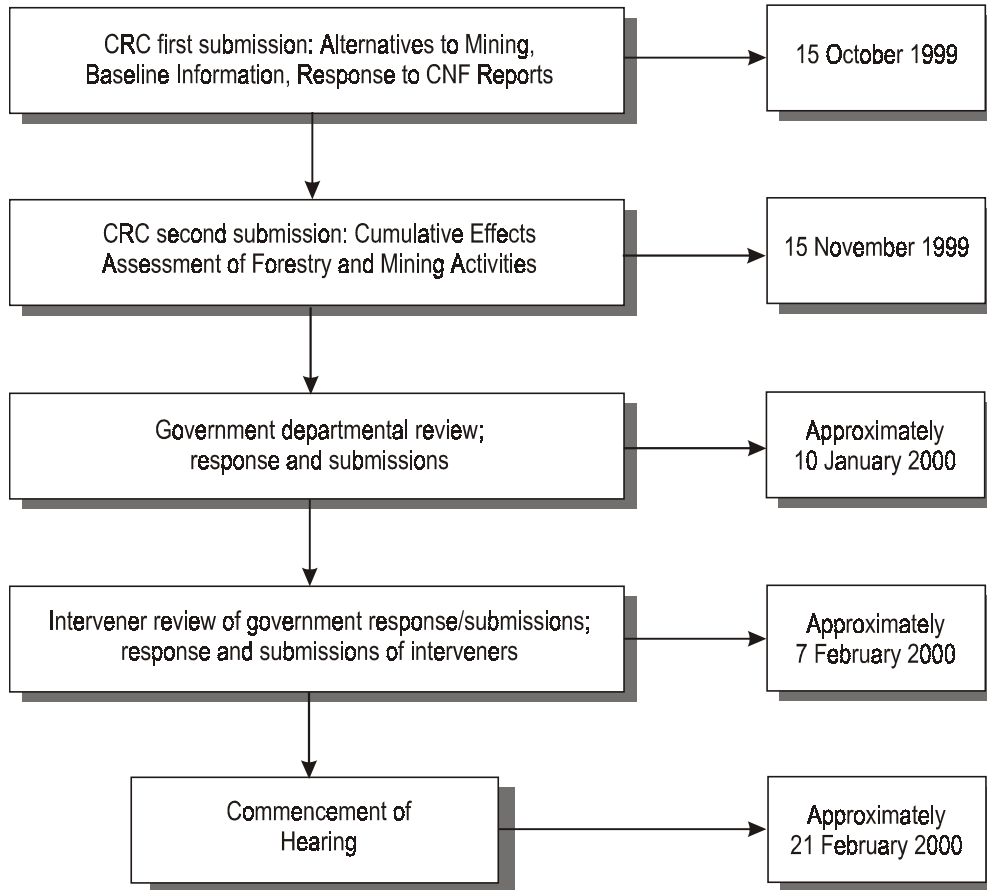 CRC first submission: Alternatives to Mining,
Baseline Information, Response to CNF Reports
15 October 1999
CRC second submission: Cumulative Effects
Assessment of Forestry and Mining Activities
15 November 1999
Government departmental review;
response and submissions
Approximately
10 January 2000
Intervener review of government response/submissions;
response and submissions of interveners
Approximately
7 February 2000
Commencement of
Hearing
Approximately
21 February 2000